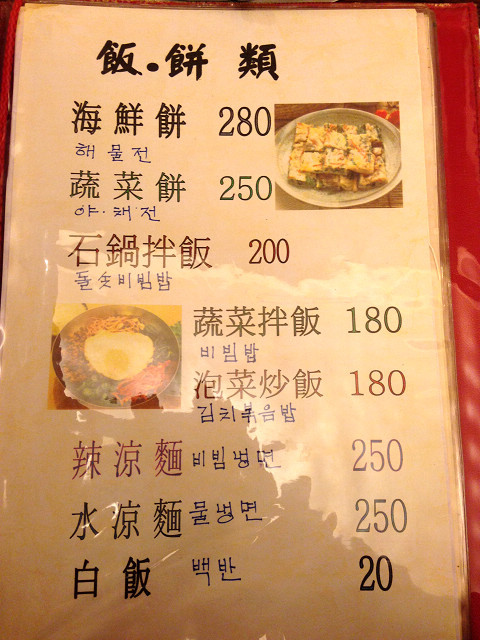 飯.餅 類
海鮮餅 280
해물전
蔬菜餅 250
야.채전
石鍋拌飯 200
돌솟비빔밥
蔬菜拌飯 180
비빔밥
泡菜炒飯 180
김치볶음밥
辣涼麵 비빔냉면 250
水涼麵 물냉면 250
白飯 백반 20